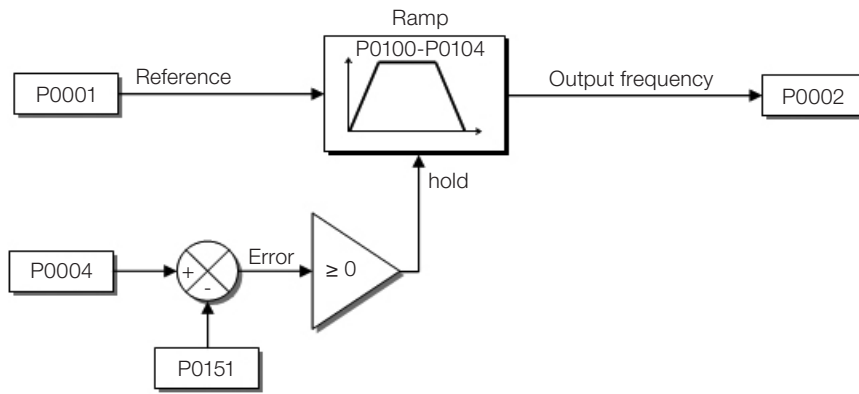 Ramp
P0100-P0104
Reference
Output frequency
P0001
P0002
hold
P0004
+
-
Error
≥ 0
P0151